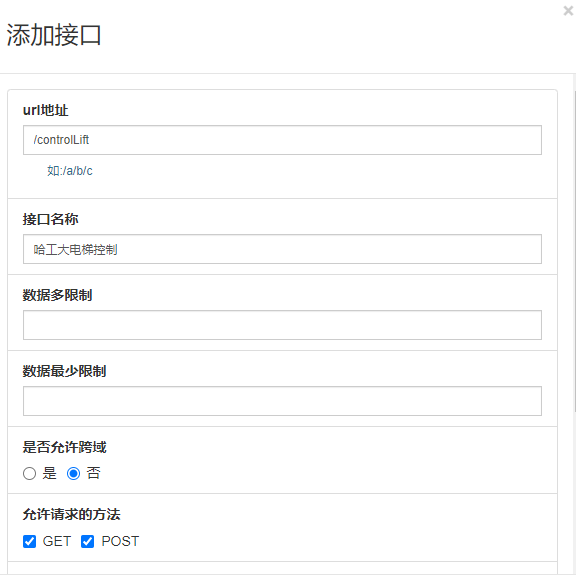 ×
添加接口
url地址
/controlLift
如:/a/b/c
接口名称
哈工大电梯控制
数据多限制
数据最少限制
是否允许跨域
是 否
允许请求的方法
GET POST